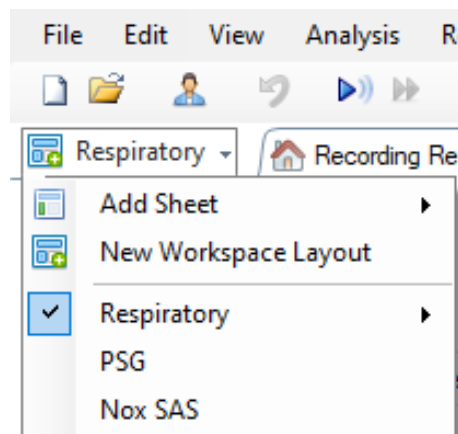 File Edit View Analysis R
Respiratory Recording Re
Add Sheet
New Workspace Layout
Respiratory
PSG
Nox SAS